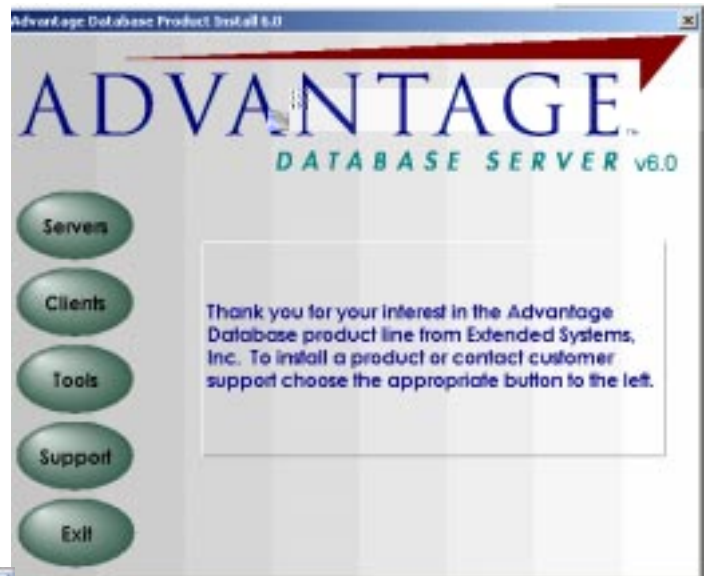 Advantage Database Product Install 6.0
ADVANTAGE
DATABASE SERVER v6.0
Servers
Clients
Tools
Support
Exit
Thank you for your interest in the Advantage
Database product line from Extended Systems,
Inc. To install a product or contact customer
support choose the appropriate button to the left.